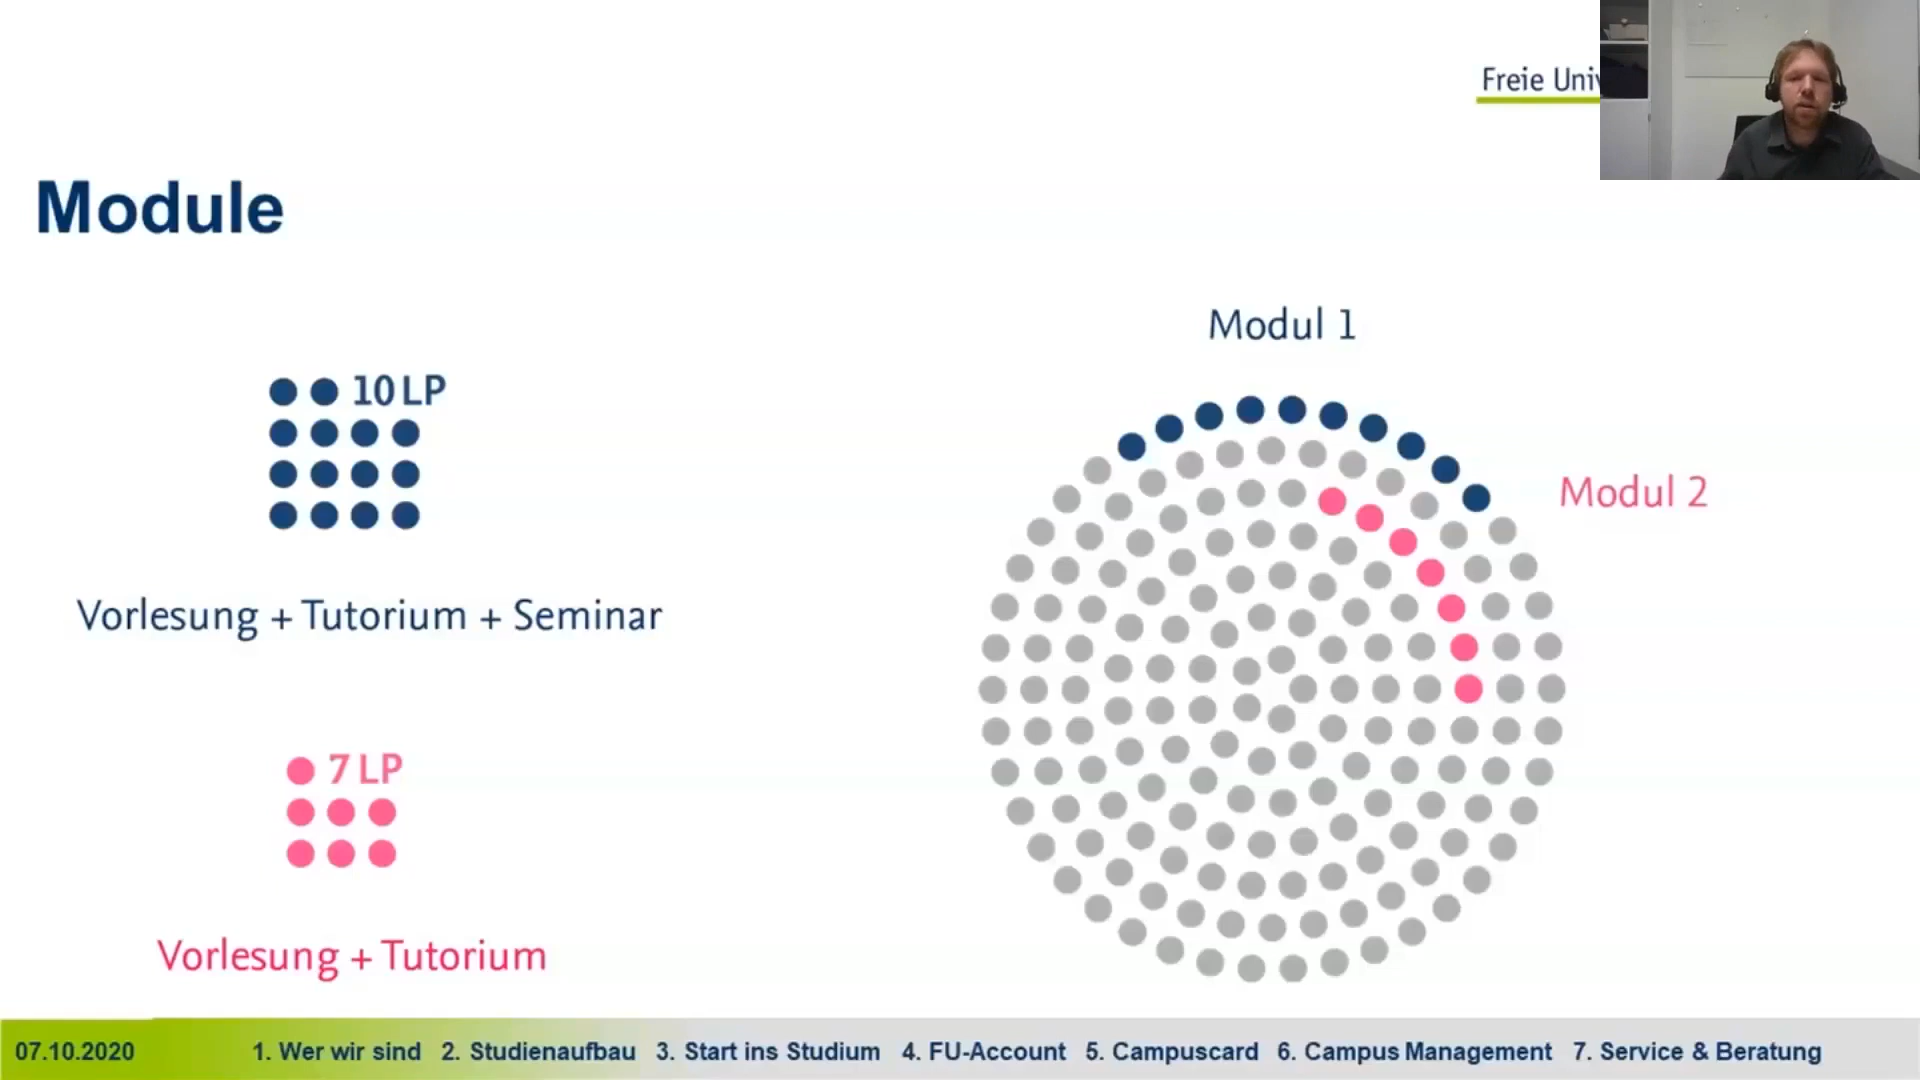 Freie Univ
Module
Modul 1
10 LP
Modul 2
Vorlesung + Tutorium + Seminar
7 LP
Vorlesung + Tutorium
07.10.2020
1. Wer wir sind 2. Studienaufbau 3. Start ins Studium 4. FU-Account 5. Campuscard 6. Campus Management 7. Service & Beratung